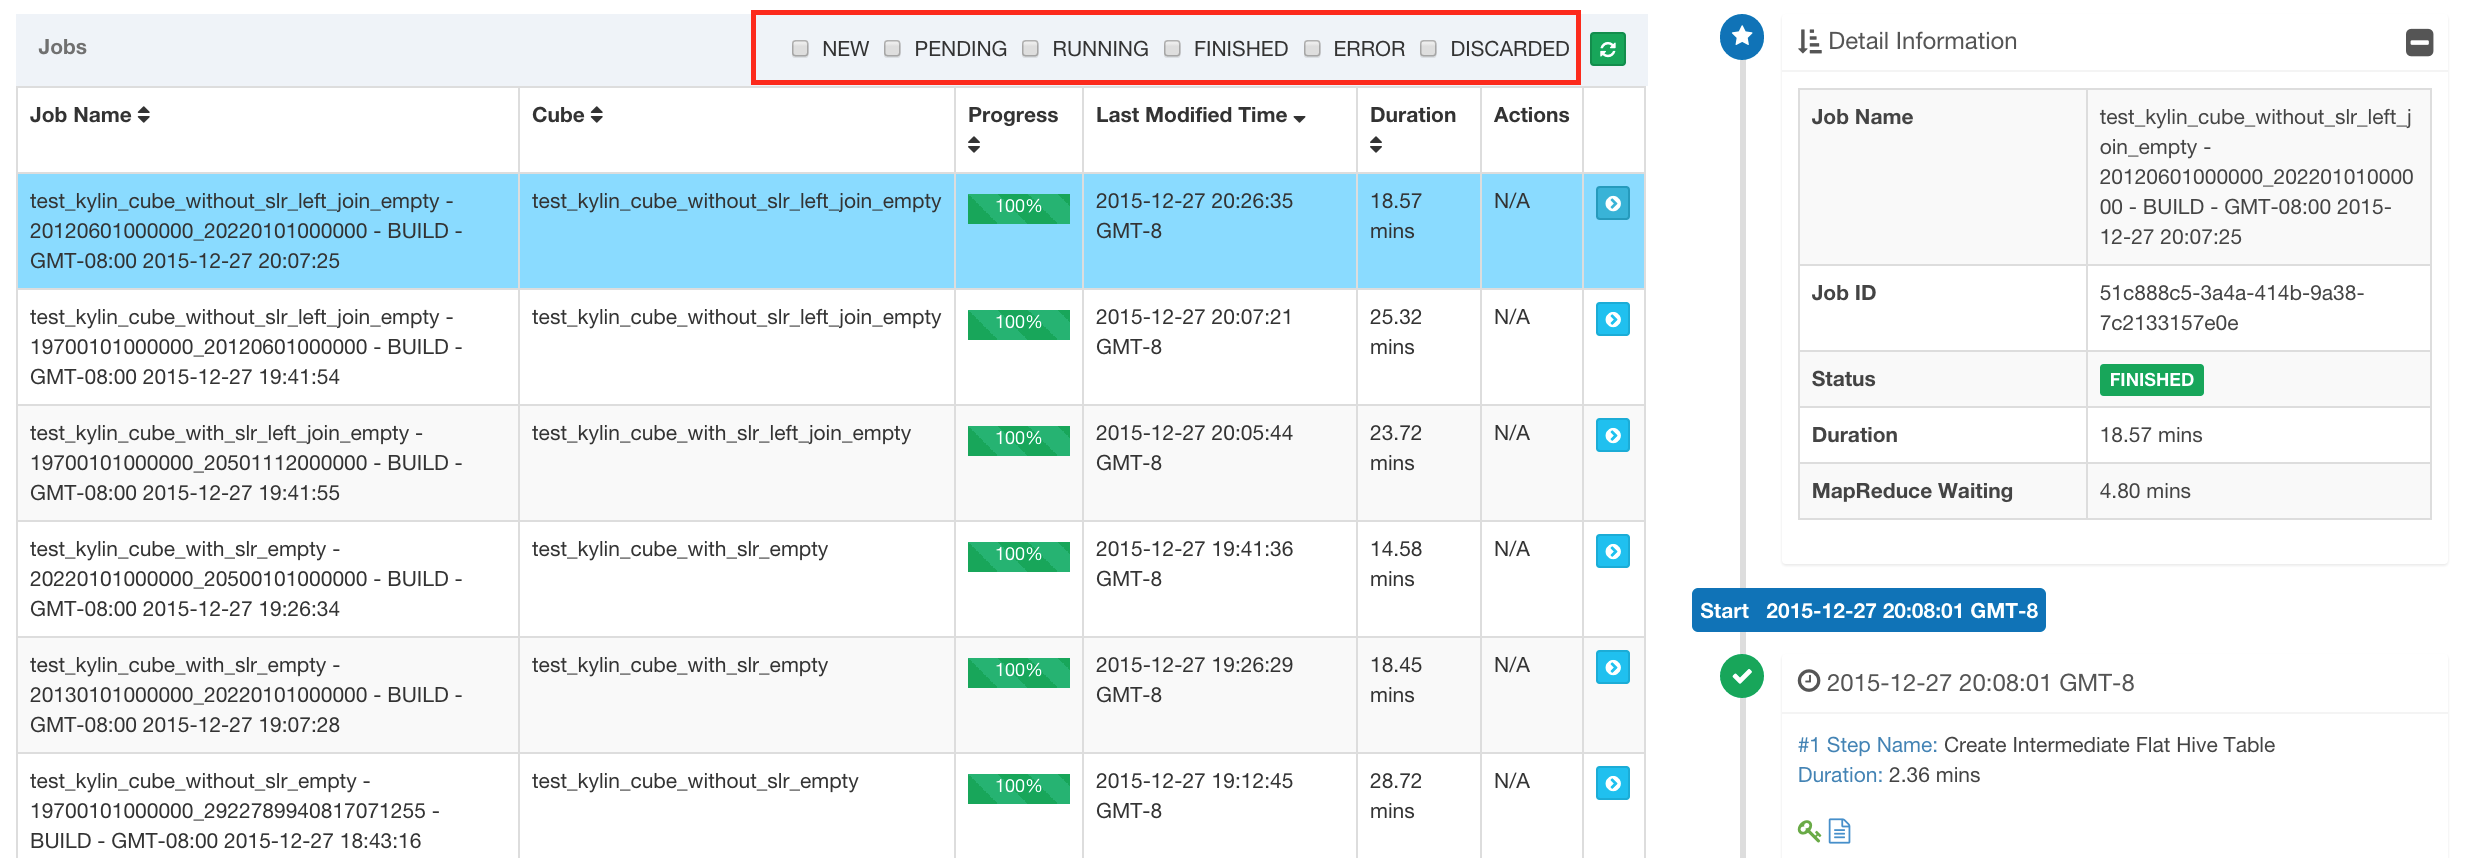 Jobs
NEW PENDING RUNNING FINISHED ERROR DISCARDED
Job Name Cube Progress Last Modified Time Duration Actions
test_kylin_cube_without_slr_left_join_empty -
20120601000000_20220101000000 - BUILD -
GMT-08:00 2015-12-27 20:07:25
test_kylin_cube_without_slr_left_join_empty
100%
2015-12-27 20:26:35
GMT-8
18.57
mins
N/A
test_kylin_cube_without_slr_left_join_empty -
19700101000000_20120601000000 - BUILD -
GMT-08:00 2015-12-27 19:41:54
test_kylin_cube_without_slr_left_join_empty
100%
2015-12-27 20:07:21
GMT-8
25.32
mins
N/A
test_kylin_cube_with_slr_left_join_empty -
19700101000000_20501112000000 - BUILD -
GMT-08:00 2015-12-27 19:41:55
test_kylin_cube_with_slr_left_join_empty
100%
2015-12-27 20:05:44
GMT-8
23.72
mins
N/A
test_kylin_cube_with_slr_empty -
20220101000000_20500101000000 - BUILD -
GMT-08:00 2015-12-27 19:26:34
test_kylin_cube_with_slr_empty
100%
2015-12-27 19:41:36
GMT-8
14.58
mins
N/A
test_kylin_cube_with_slr_empty -
20130101000000_20220101000000 - BUILD -
GMT-08:00 2015-12-27 19:07:28
test_kylin_cube_with_slr_empty
100%
2015-12-27 19:26:29
GMT-8
18.45
mins
N/A
test_kylin_cube_without_slr_empty -
19700101000000_2922789940817071255 -
BUILD - GMT-08:00 2015-12-27 18:43:16
test_kylin_cube_without_slr_empty
100%
2015-12-27 19:12:45
GMT-8
28.72
mins
N/A
Detail Information
Job Name
test_kylin_cube_without_slr_left_j
oin_empty -
20120601000000_202201010000
00 - BUILD - GMT-08:00 2015-
12-27 20:07:25
Job ID
51c888c5-3a4a-414b-9a38-
7c2133157e0e
Status FINISHED
Duration 18.57 mins
MapReduce Waiting 4.80 mins
Start 2015-12-27 20:08:01 GMT-8
2015-12-27 20:08:01 GMT-8
#1 Step Name: Create Intermediate Flat Hive Table
Duration: 2.36 mins